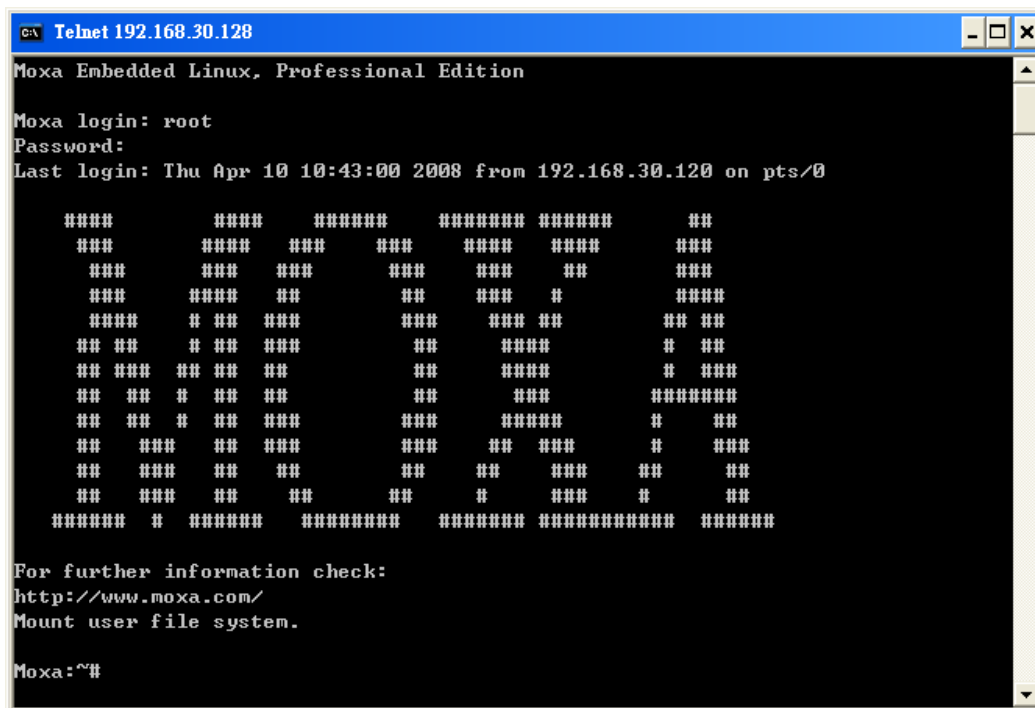 Telnet 192.168.30.128
Moxa Embedded Linux, Professional Edition
Moxa login: root
Password:
Last login: Thu Apr 10 10:43:00 2008 from 192.168.30.120 on pts/0
MOXA
For further information check:
http://www.moxa.com/
Mount user file system.
Moxa:~#